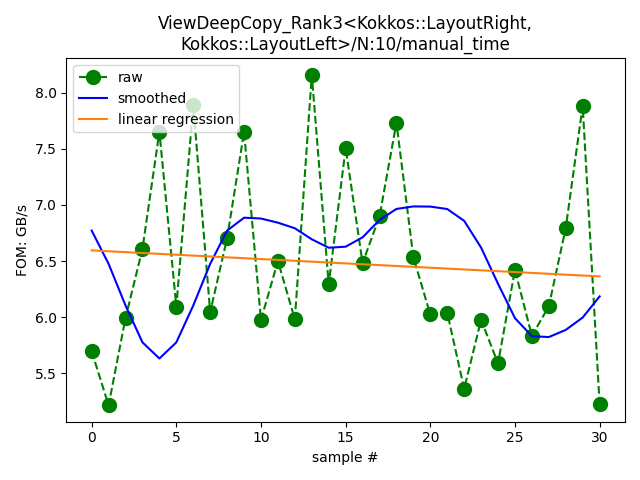 ViewDeepCopy_Rank3<Kokkos::LayoutRight,
Kokkos::LayoutLeft>/N:10/manual_time
raw
smoothed
linear regression
FOM: GB/s
8.0
7.5
7.0
6.5
6.0
5.5
0 5 10 15 20 25 30
sample #